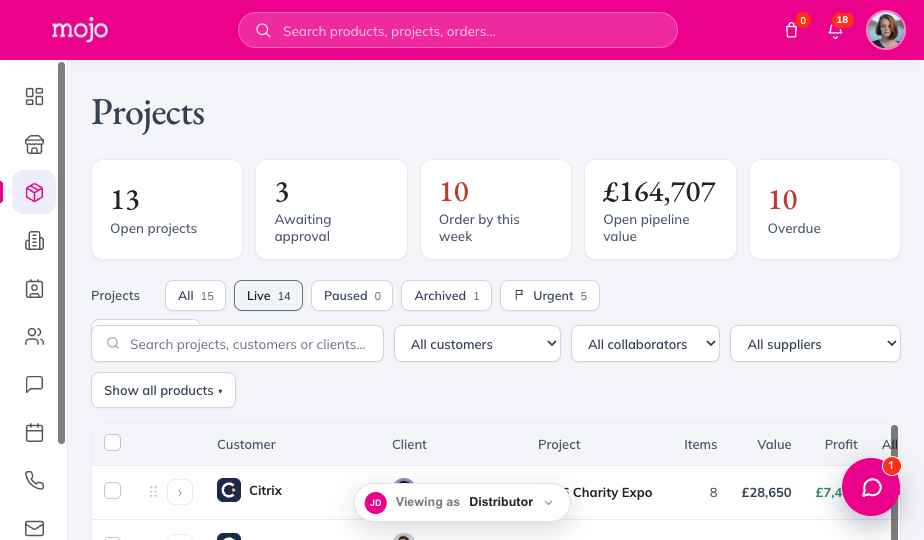 mojo
Search products, projects, orders...
0
18
Projects
13
Open projects
3
Awaiting
approval
10
Order by this
week
£164,707
Open pipeline
value
10
Overdue
Projects
All 15
Live 14
Paused 0
Archived 1
Urgent 5
Search projects, customers or clients...
All customers
All collaborators
All suppliers
Show all products ▾
Customer
Client
Project
Items
Value
Profit
All
Citrix
Charity Expo
8
£28,650
£7,4
JD Viewing as Distributor
1